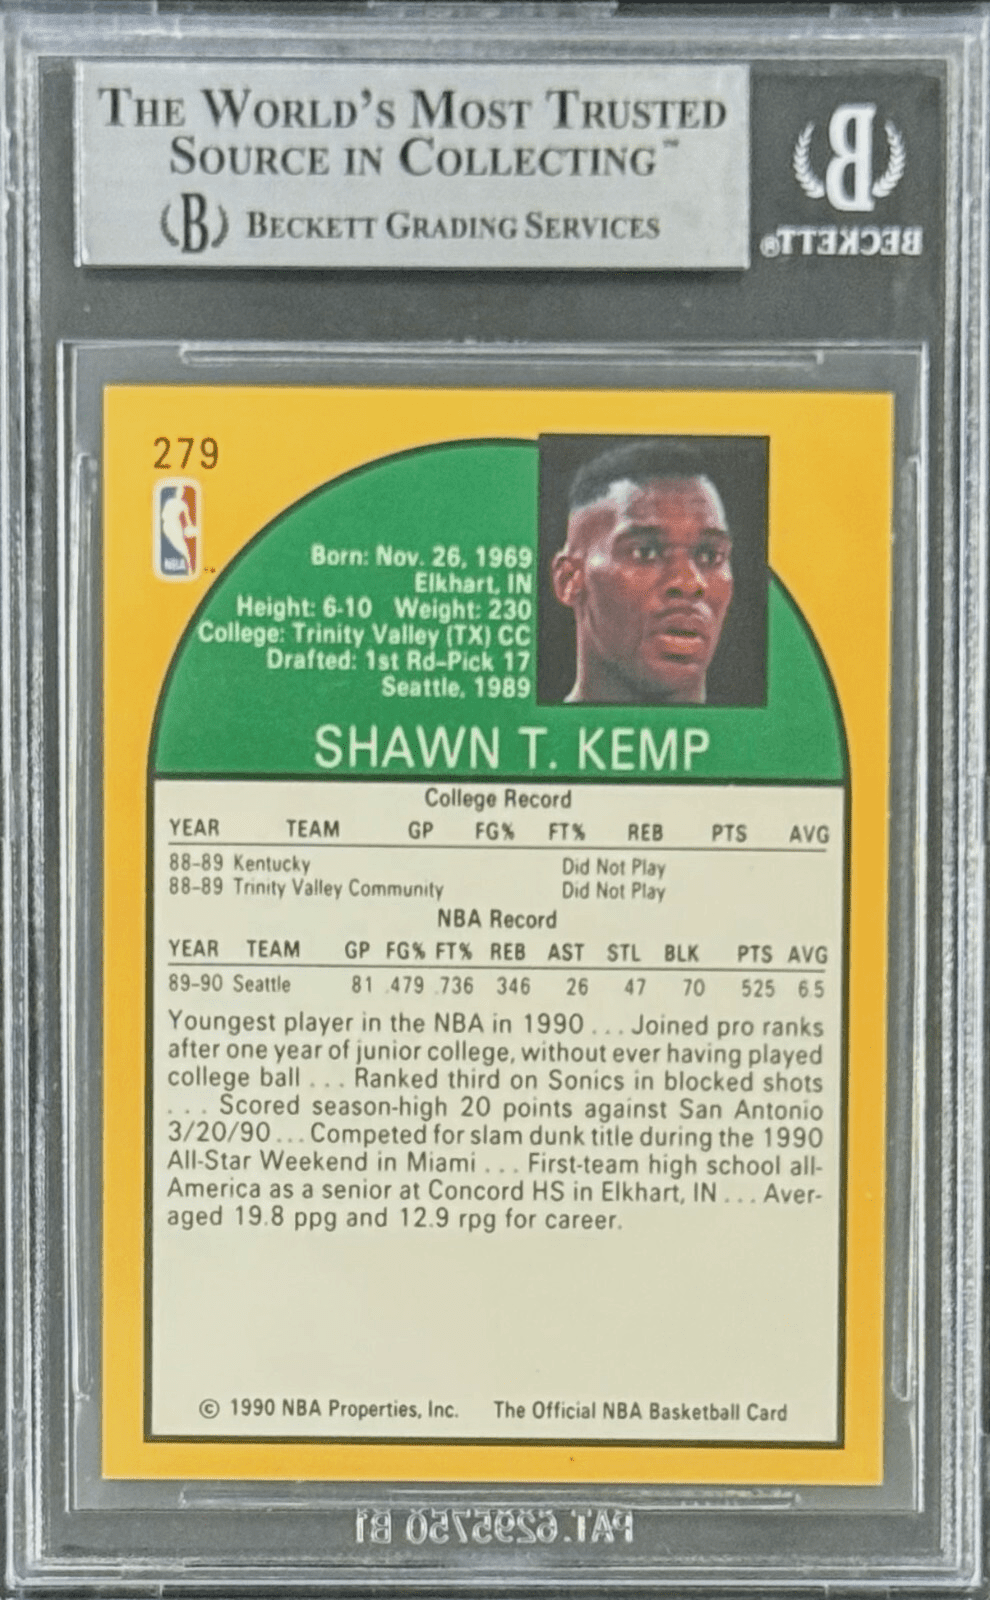 THE WORLD'S MOST TRUSTED
SOURCE IN COLLECTING™
B BECKETT GRADING SERVICES
B
BECKETT®
279
NBA
Born: Nov. 26, 1969
Elkhart, IN
Height: 6-10 Weight: 230
College: Trinity Valley (TX) CC
Drafted: 1st Rd-Pick 17
Seattle, 1989
SHAWN T. KEMP
College Record
YEAR TEAM GP FG% FT% REB PTS AVG
88-89 Kentucky Did Not Play
88-89 Trinity Valley Community Did Not Play
NBA Record
YEAR TEAM GP FG% FT% REB AST STL BLK PTS AVG
89-90 Seattle 81 .479 .736 346 26 47 70 525 6.5
Youngest player in the NBA in 1990 . . . Joined pro ranks
after one year of junior college, without ever having played
college ball . . . Ranked third on Sonics in blocked shots
. . . Scored season-high 20 points against San Antonio
3/20/90 . . . Competed for slam dunk title during the 1990
All-Star Weekend in Miami . . . First-team high school all-
America as a senior at Concord HS in Elkhart, IN . . . Aver-
aged 19.8 ppg and 12.9 rpg for career.
© 1990 NBA Properties, Inc. The Official NBA Basketball Card
PAT. 6295750 B1